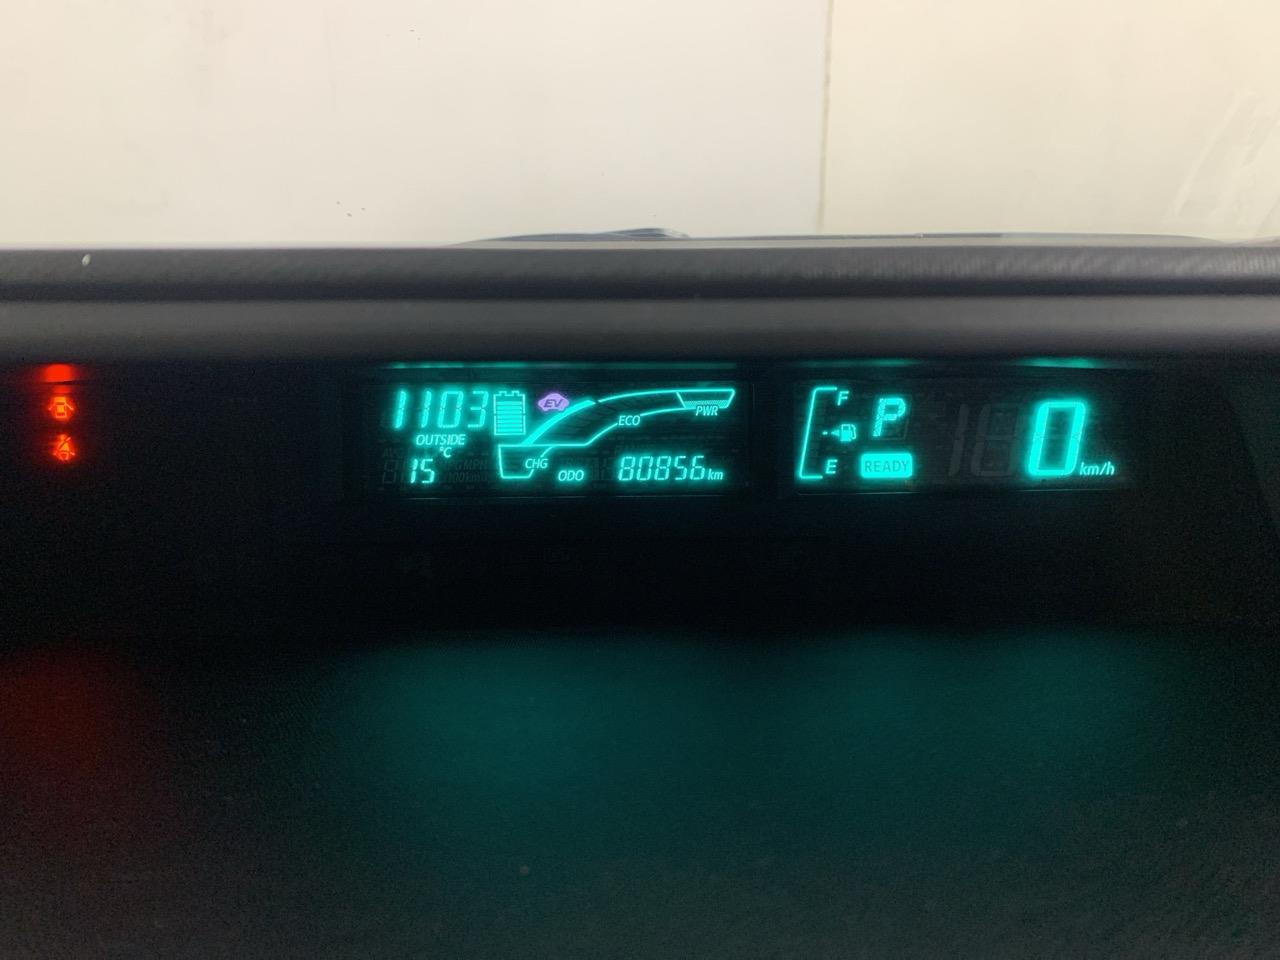 1103
EV
PWR
ECO
OUTSIDE
°C
15
CHG
ODO
80856 km
F
E
P
READY
0 km/h